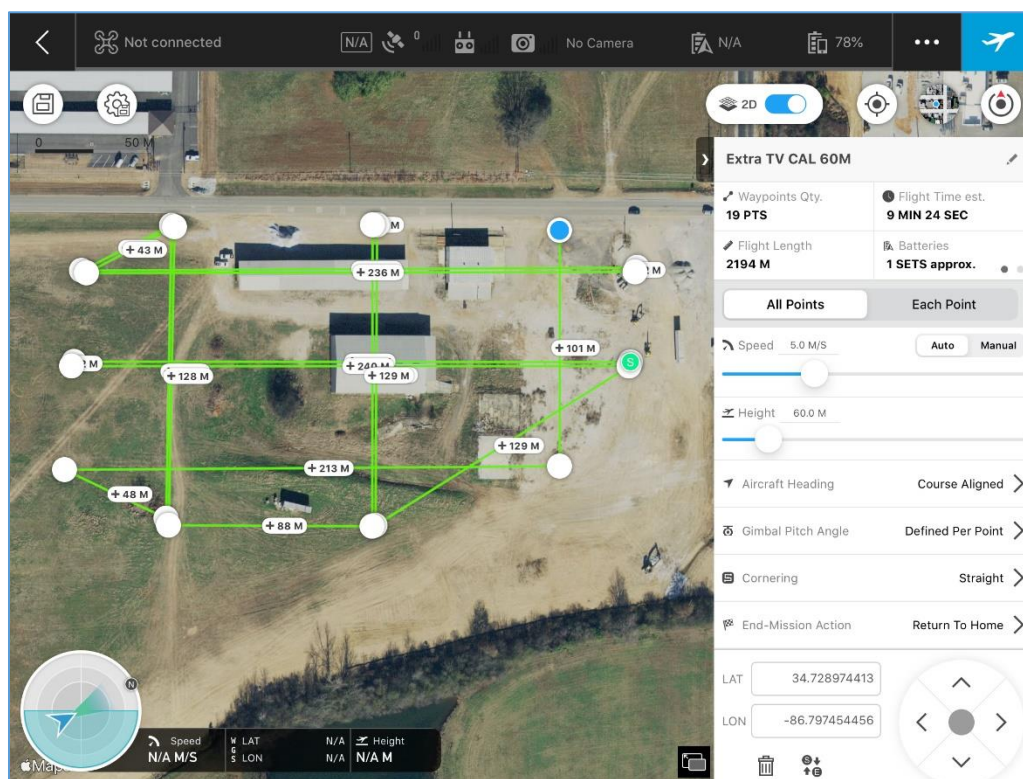 Not connected N/A 0 No Camera N/A 78%
2D
0 50 M
Extra TV CAL 60M
Waypoints Qty. Flight Time est.
19 PTS 9 MIN 24 SEC
Flight Length Batteries
2194 M 1 SETS approx.
All Points Each Point
Speed 5.0 M/S Auto Manual
Height 60.0 M
Aircraft Heading Course Aligned
Gimbal Pitch Angle Defined Per Point
Cornering Straight
End-Mission Action Return To Home
LAT 34.728974413
LON -86.797454456
+ 43 M
M
+ 236 M
M
+ 101 M
M
+ 128 M
+ 129 M
S
+ 129 M
+ 213 M
+ 48 M
+ 88 M
N
Speed W LAT N/A Height
N/A M/S G S LON N/A N/A M